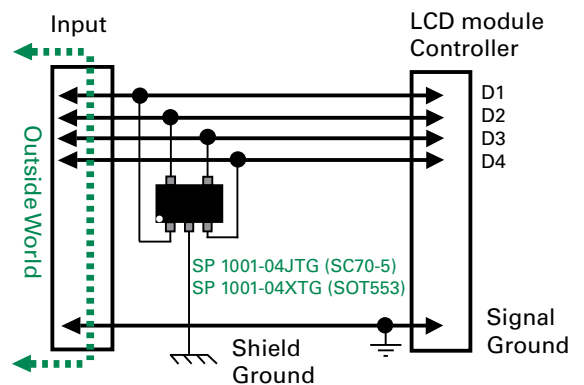 Input
LCD module
Controller
D1
D2
D3
D4
Outside World
SP 1001-04JTG (SC70-5)
SP 1001-04XTG (SOT553)
Shield
Ground
Signal
Ground